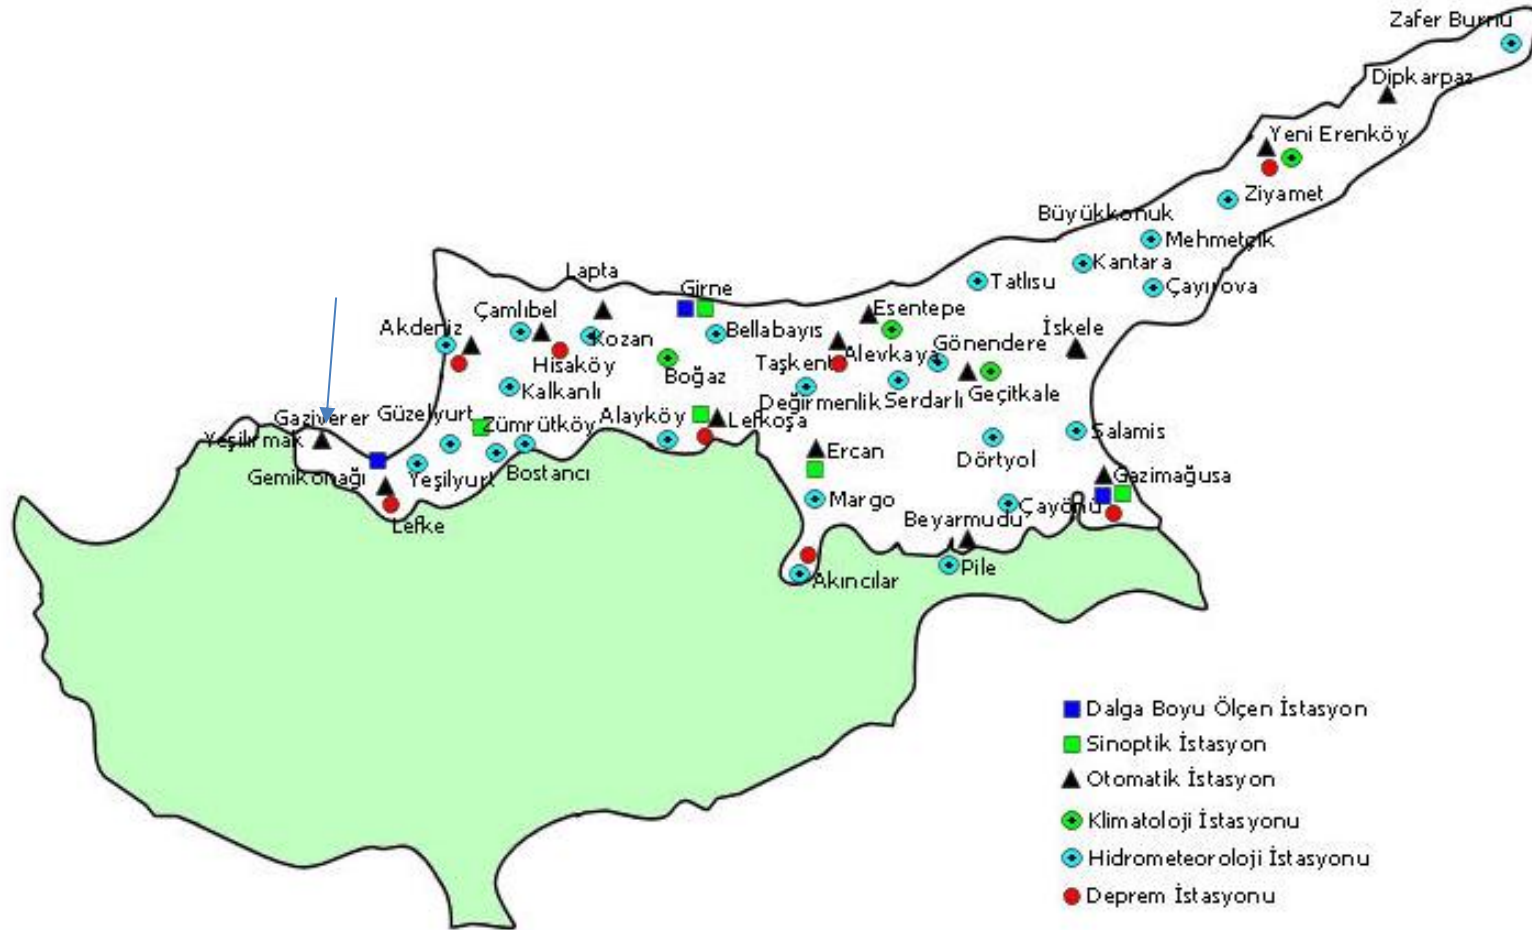 Zafer Burnu
Dipkarpaz
Yeni Erenköy
Ziyamet
Büyükkonuk
Mehmetçik
Kantara
Çayırova
Tatlısu
Lapta
Girne
Çamlıbel
Akdeniz
Kozan
Bellabayıs
Esentepe
İskele
Hisaköy
Boğaz
Taşkent
Alevkaya
Gönendere
Kalkanlı
Değirmenlik
Serdarlı
Geçitkale
Gaziverer
Güzelyurt
Zümrütköy
Alayköy
Lefkoşa
Salamis
Yeşilırmak
Ercan
Dörtyol
Gemikonağı
Yeşilyurt
Bostancı
Gazimağusa
Margo
Çayönü
Lefke
Beyarmudu
Akıncılar
Pile
Dalga Boyu Ölçen İstasyon
Sinoptik İstasyon
Otomatik İstasyon
Klimatoloji İstasyonu
Hidrometeoroloji İstasyonu
Deprem İstasyonu